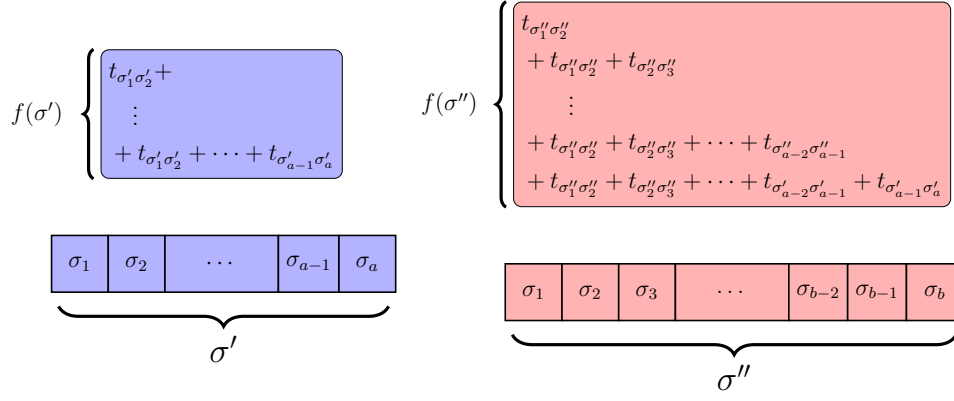 t_{σ′_1σ′_2}+
f(σ′)
⋮
+ t_{σ′_1σ′_2} + ⋯ + t_{σ′_{a−1}σ′_a}
σ_1 σ_2 ⋯ σ_{a−1} σ_a
σ′
t_{σ″_1σ″_2}
+ t_{σ″_1σ″_2} + t_{σ″_2σ″_3}
f(σ″)
⋮
+ t_{σ″_1σ″_2} + t_{σ″_2σ″_3} + ⋯ + t_{σ″_{a−2}σ″_{a−1}}
+ t_{σ″_1σ″_2} + t_{σ″_2σ″_3} + ⋯ + t_{σ′_{a−2}σ′_{a−1}} + t_{σ′_{a−1}σ′_a}
σ_1 σ_2 σ_3 ⋯ σ_{b−2} σ_{b−1} σ_b
σ″